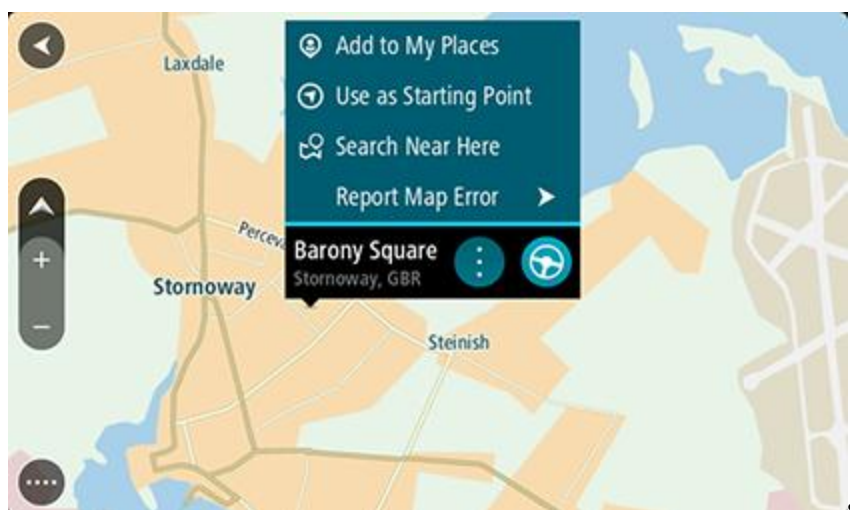 Laxdale
Add to My Places
Use as Starting Point
Search Near Here
Report Map Error
Barony Square
Stornoway, GBR
Stornoway
Steinish